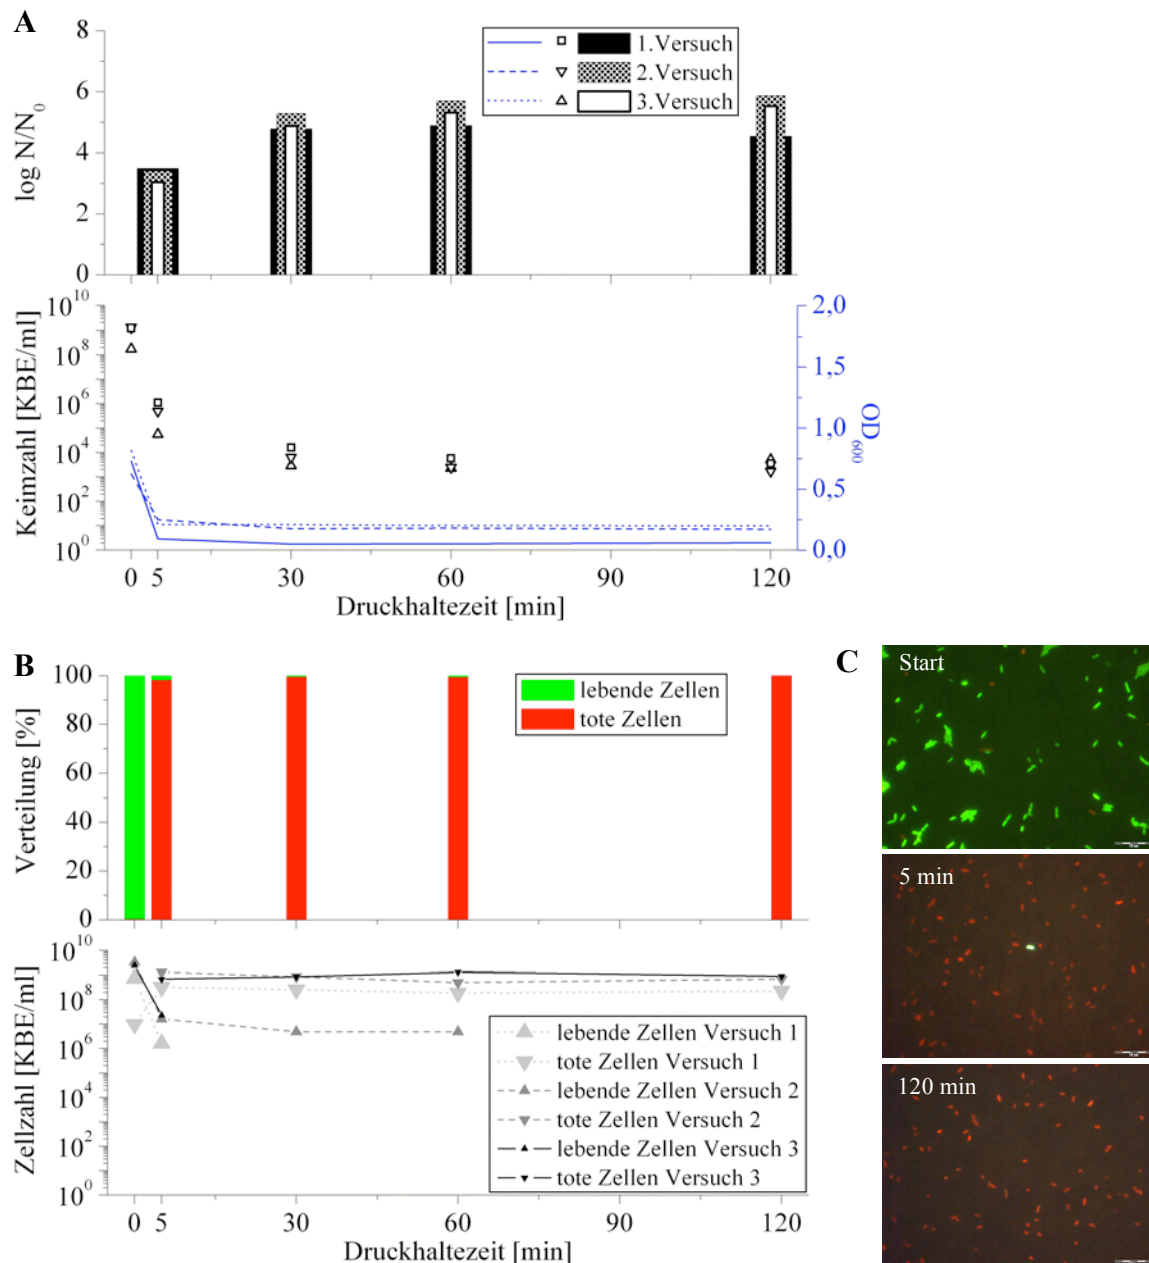 A
8
6
4
2
0
log N/N0
1.Versuch
2.Versuch
3.Versuch
10^10
10^8
10^6
10^4
10^2
10^0
Keimzahl [KBE/ml]
2,0
1,5
1,0
0,5
0,0
OD600
0 5 30 60 90 120
Druckhaltezeit [min]
B
100
80
60
40
20
0
Verteilung [%]
lebende Zellen
tote Zellen
10^10
10^8
10^6
10^4
10^2
10^0
Zellzahl [KBE/ml]
lebende Zellen Versuch 1
tote Zellen Versuch 1
lebende Zellen Versuch 2
tote Zellen Versuch 2
lebende Zellen Versuch 3
tote Zellen Versuch 3
0 5 30 60 90 120
Druckhaltezeit [min]
C
Start
5 min
120 min